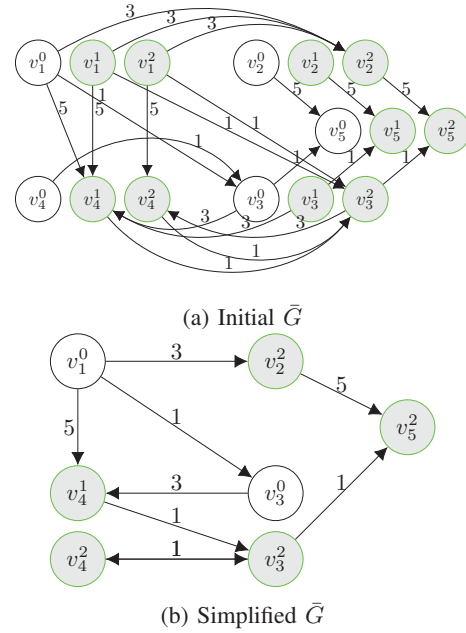 3 3 3
v_1^0 v_1^1 v_1^2 v_2^0 v_2^1 v_2^2
5 5 1 5 5 5 5
v_5^0 v_5^1 v_5^2
1 1 1 1 1 1
v_4^0 v_4^1 v_4^2 v_3^0 v_3^1 v_3^2
3 3 3
1 1
(a) Initial Ḡ
v_1^0 3 v_2^2
5
5 1 v_5^2
v_4^1 3 v_3^0
1 1
v_4^2 1 v_3^2
(b) Simplified Ḡ